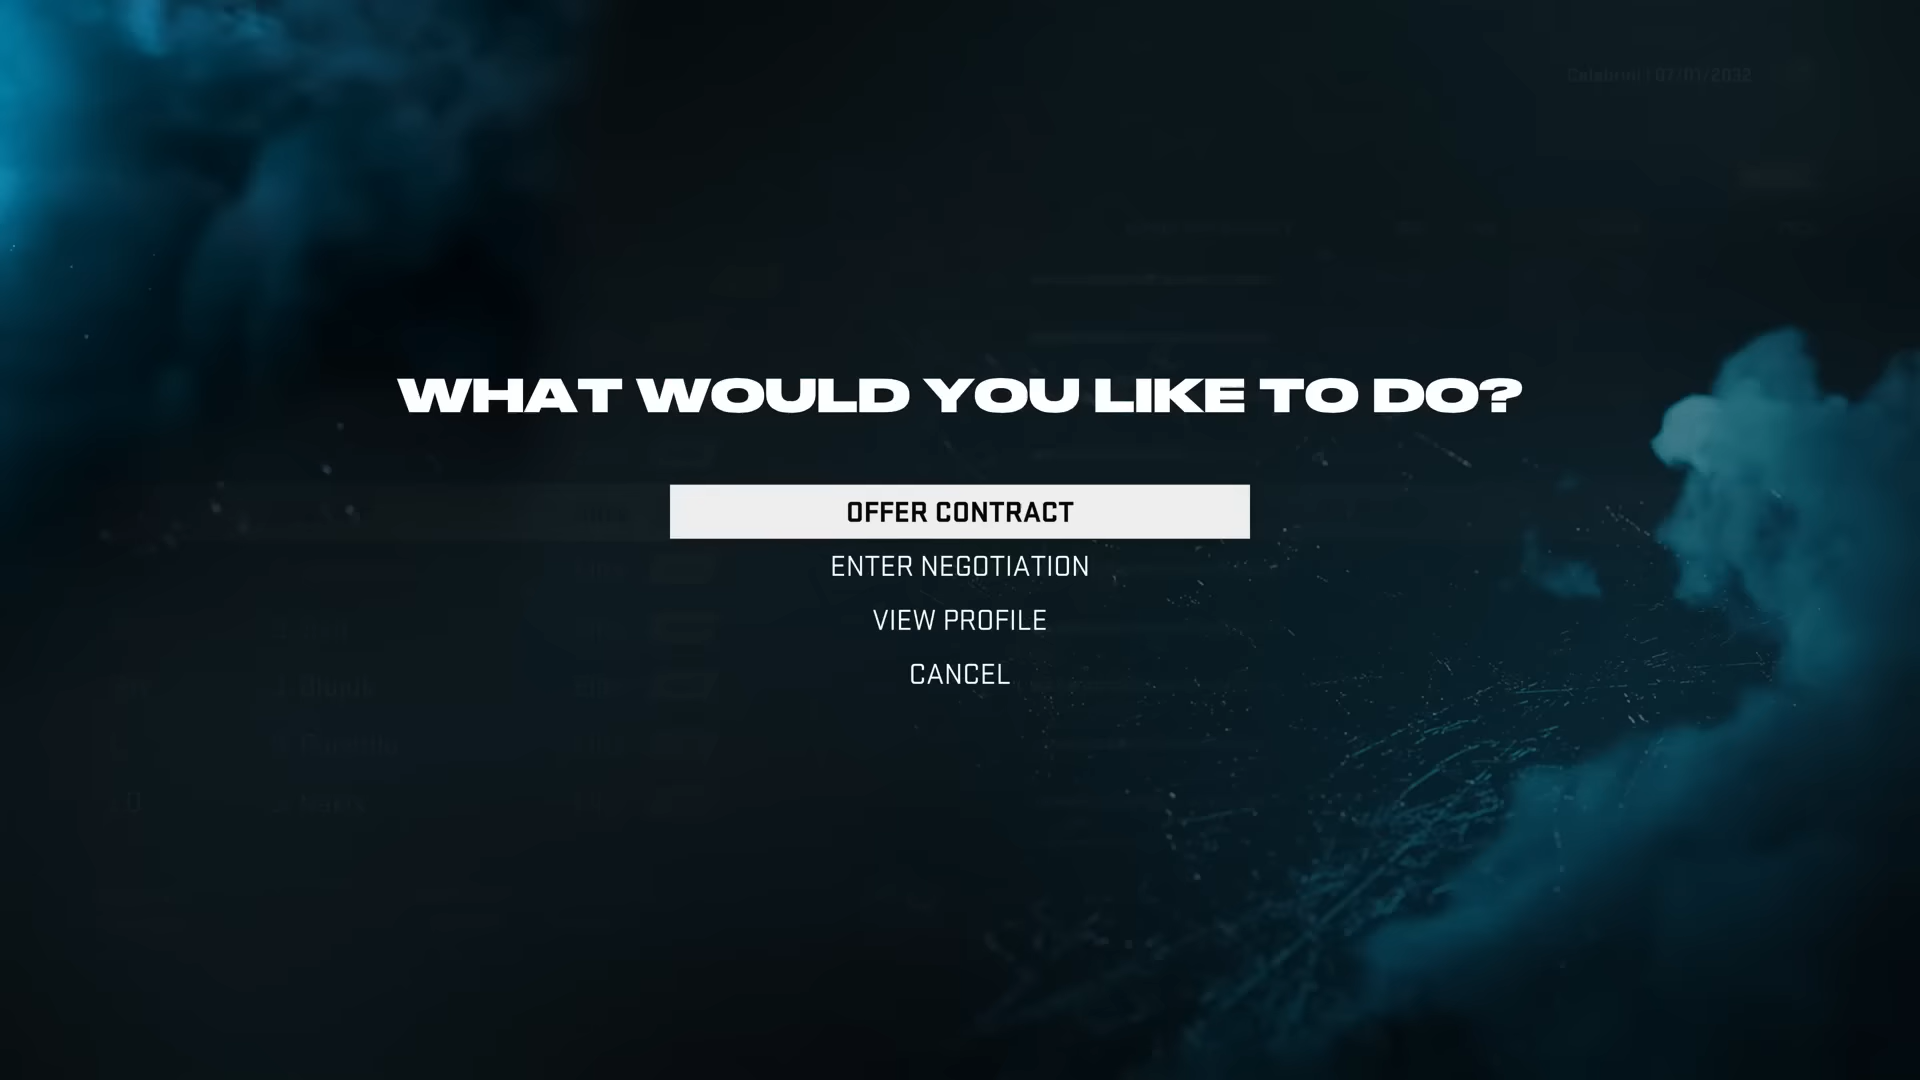 WHAT WOULD YOU LIKE TO DO?
OFFER CONTRACT
ENTER NEGOTIATION
VIEW PROFILE
CANCEL